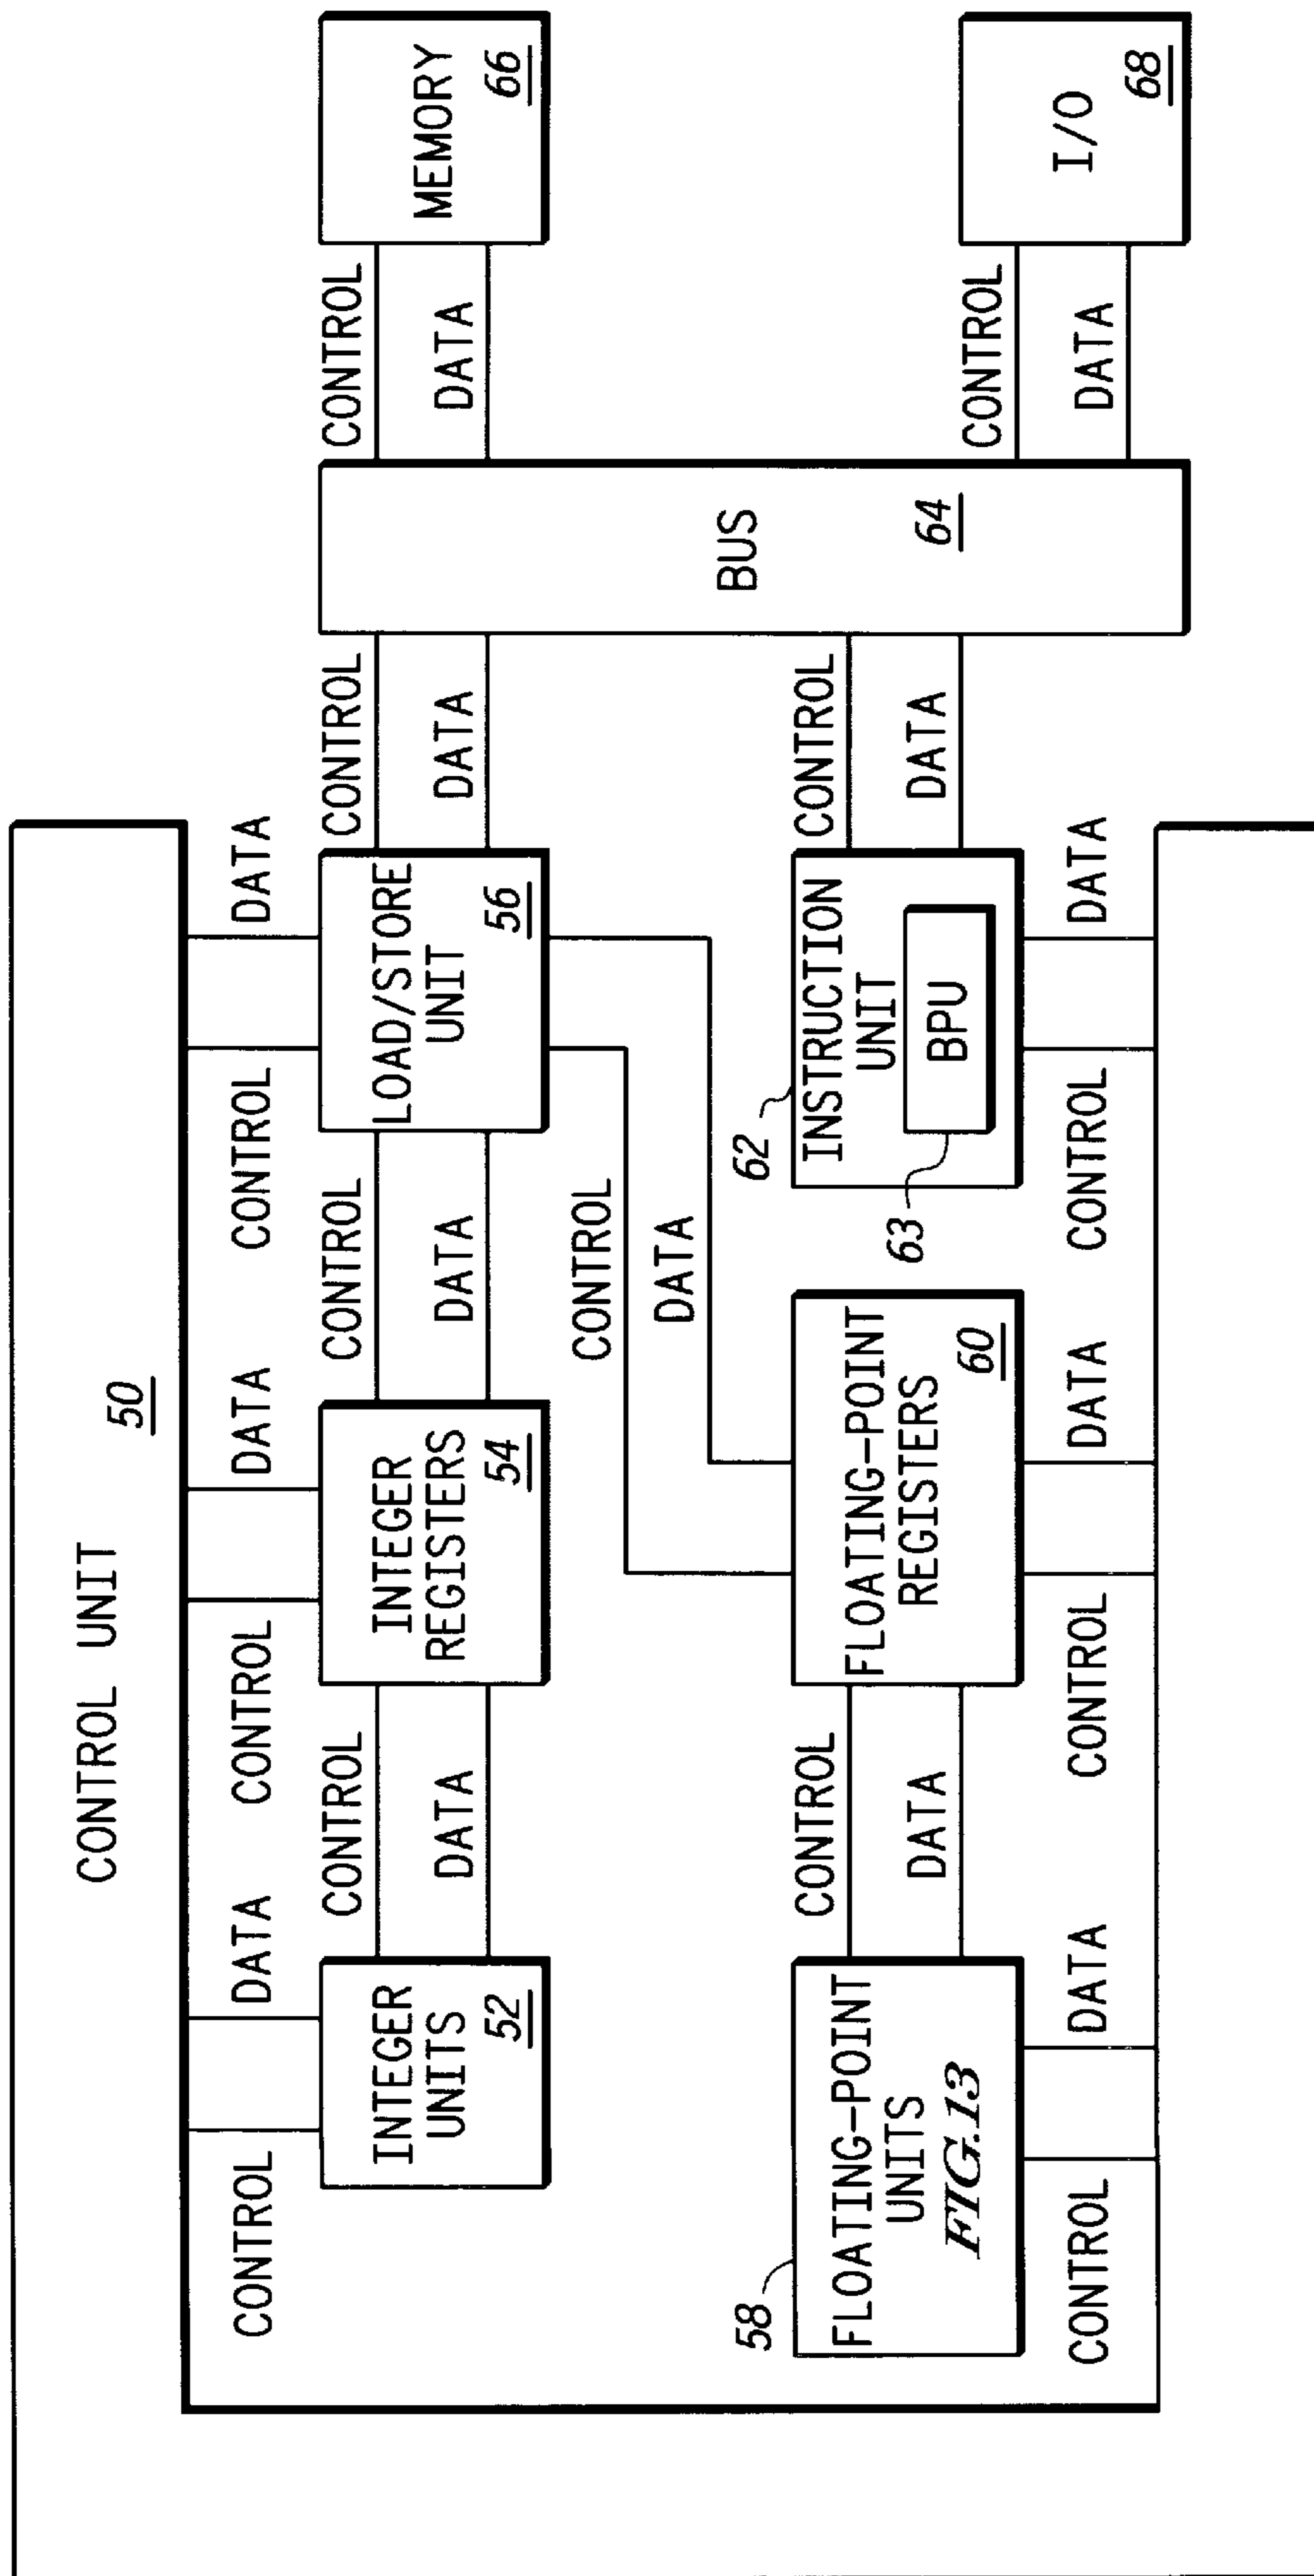 CONTROL UNIT
50
CONTROL
DATA
CONTROL
DATA
CONTROL
DATA
INTEGER
UNITS
52
CONTROL
DATA
INTEGER
REGISTERS
54
CONTROL
DATA
LOAD/STORE
UNIT
56
CONTROL
DATA
MEMORY
66
CONTROL
DATA
CONTROL
DATA
BUS
64
58
FLOATING-POINT
UNITS
FIG.13
CONTROL
DATA
FLOATING-POINT
REGISTERS
60
62
INSTRUCTION
UNIT
BPU
63
CONTROL
DATA
CONTROL
DATA
I/O
68
CONTROL
DATA
CONTROL
DATA
CONTROL
DATA